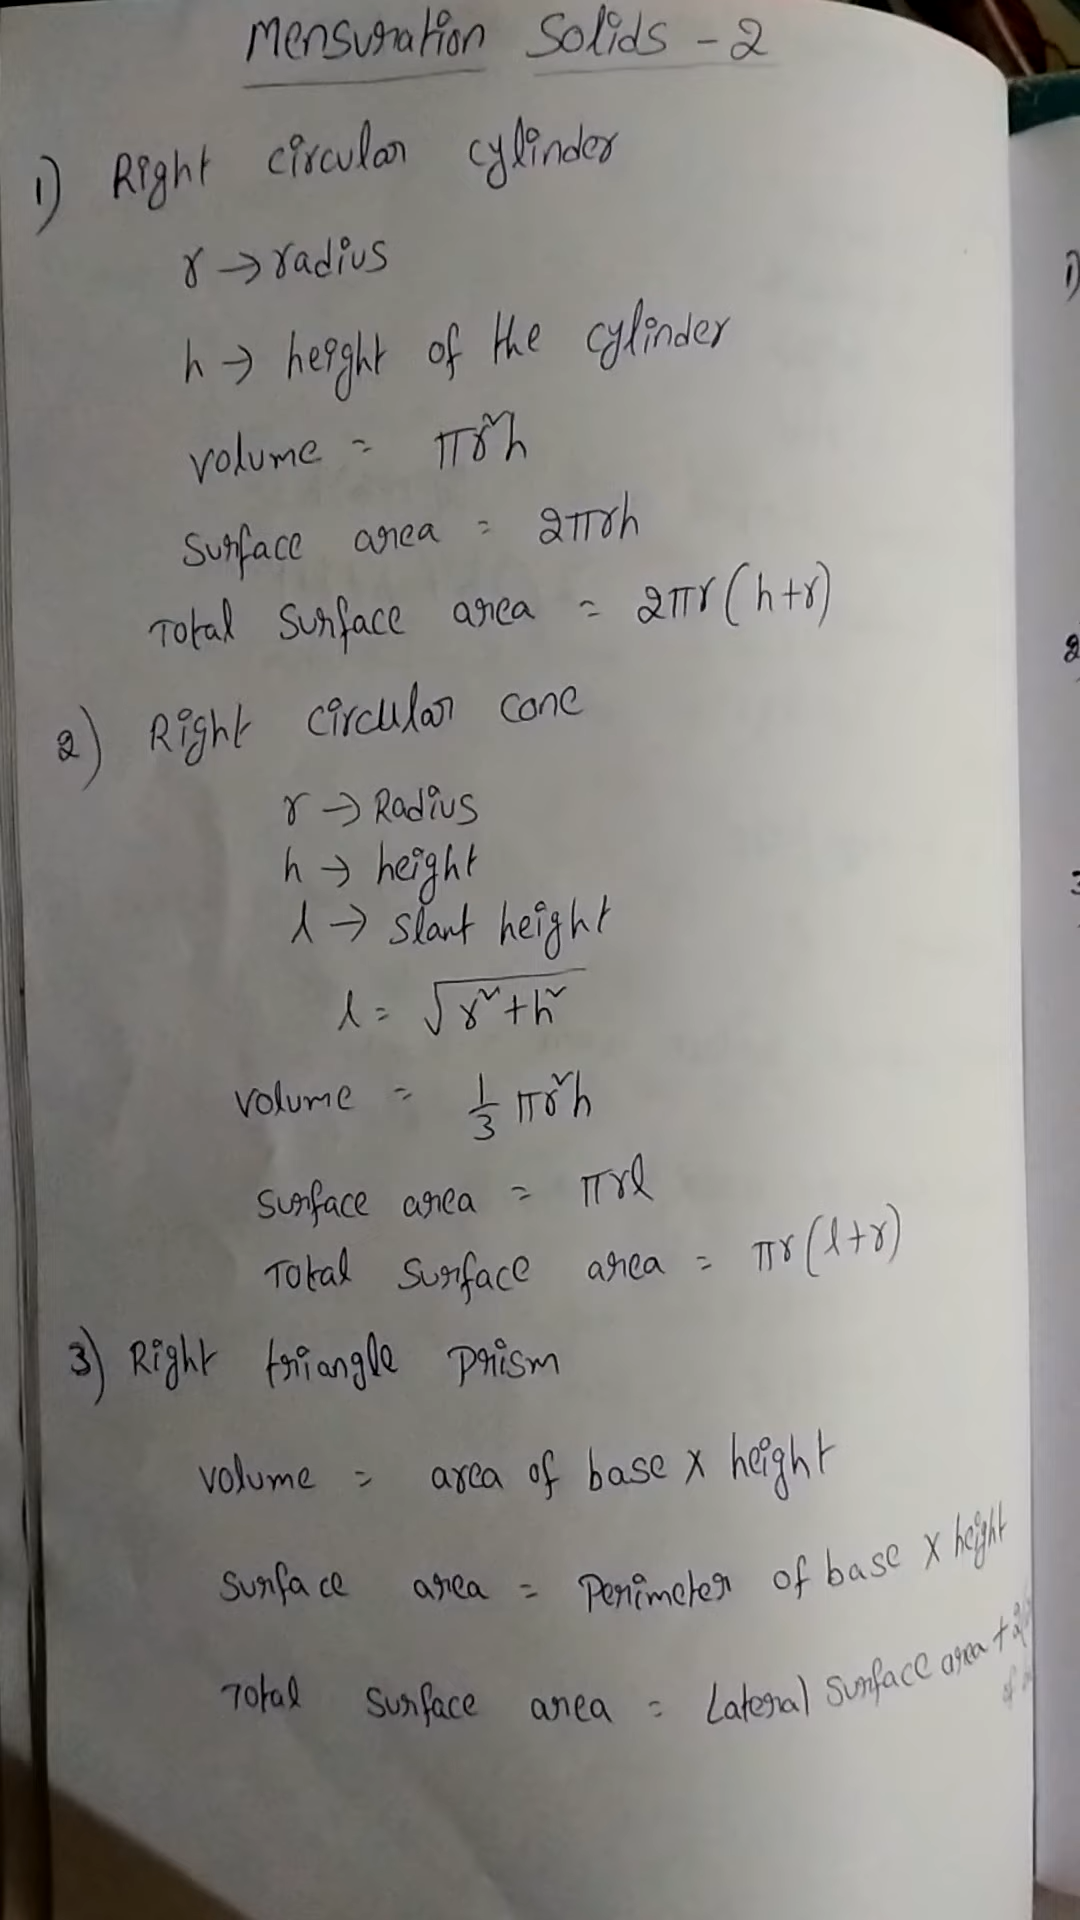 Mensuration Solids - 2
1) Right circular cylinder
r → radius
h → height of the cylinder
volume = πr²h
Surface area = 2πrh
Total Surface area = 2πr(h+r)
2) Right circular cone
r → Radius
h → height
l → slant height
l = √r²+h²
volume = 1/3 πr²h
Surface area = πrl
Total Surface area = πr(l+r)
3) Right triangle Prism
volume = area of base x height
Surface area = Perimeter of base x height
Total Surface area = Lateral Surface area + 2